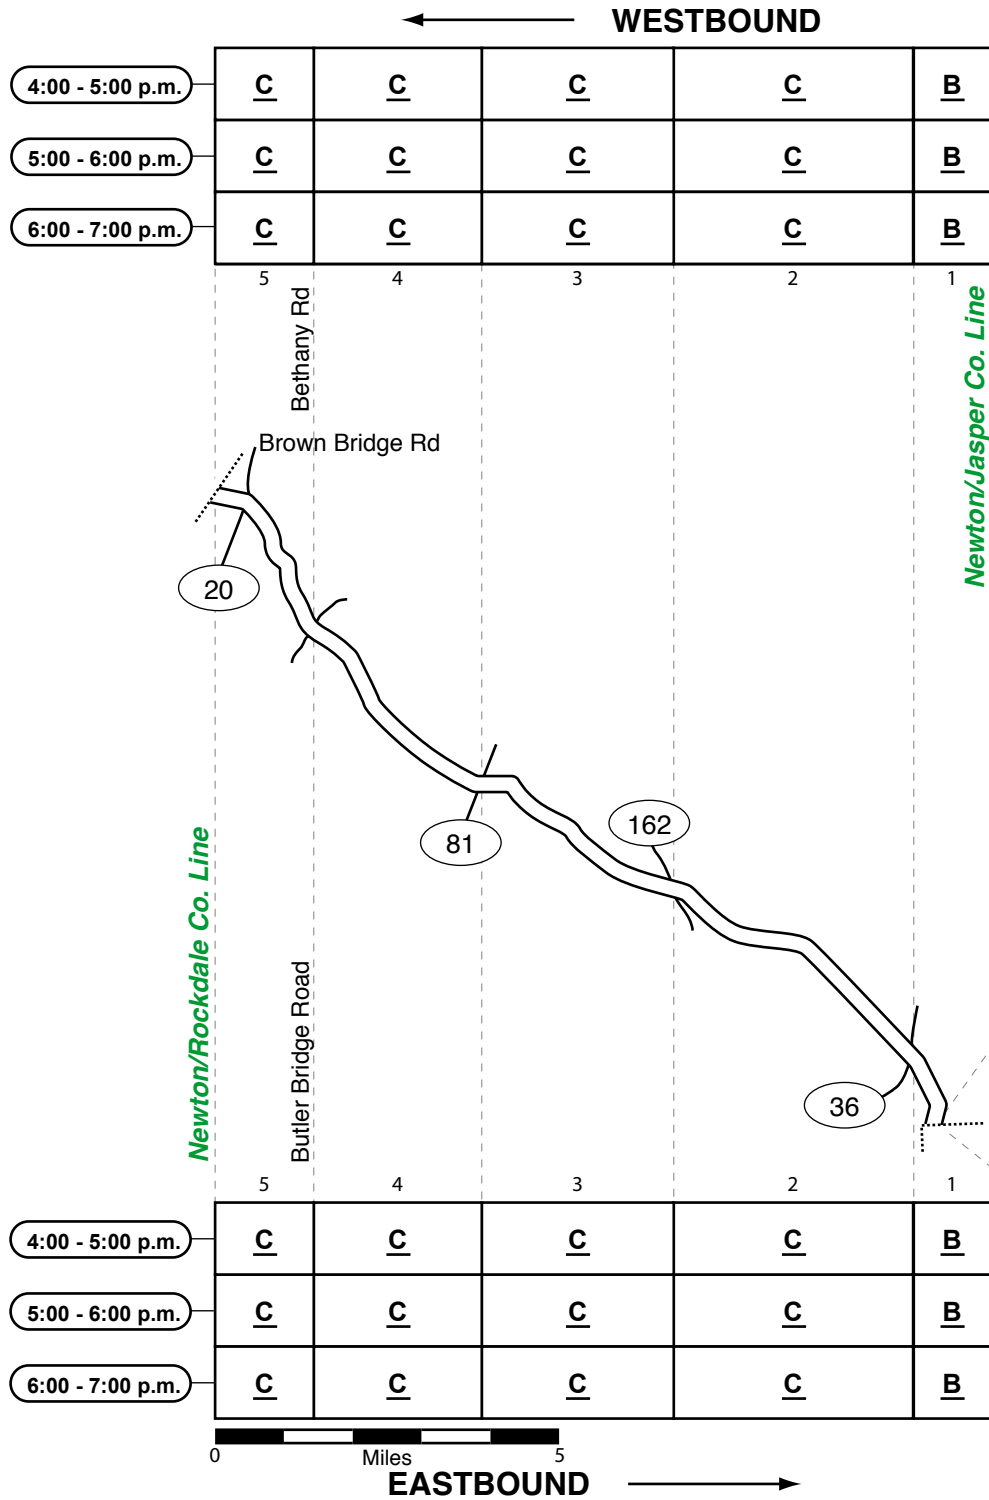 WESTBOUND
4:00 - 5:00 p.m. C C C C B
5:00 - 6:00 p.m. C C C C B
6:00 - 7:00 p.m. C C C C B
5 4 3 2 1
Bethany Rd
Newton/Jasper Co. Line
Brown Bridge Rd
20
162
81
Newton/Rockdale Co. Line
Butler Bridge Road
36
5 4 3 2 1
4:00 - 5:00 p.m. C C C C B
5:00 - 6:00 p.m. C C C C B
6:00 - 7:00 p.m. C C C C B
0 Miles 5
EASTBOUND